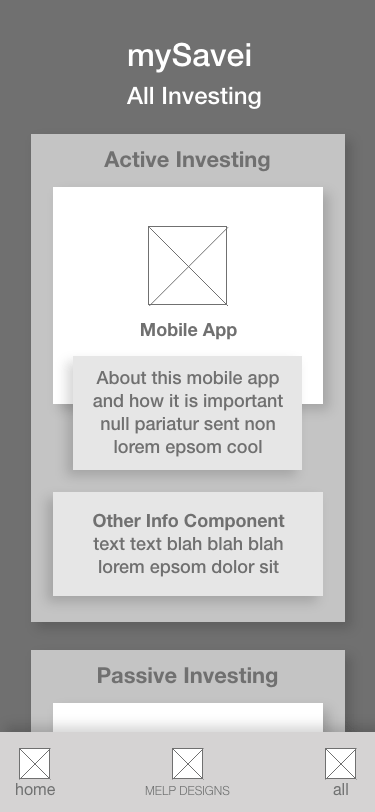 mySavei
All Investing
Active Investing
Mobile App
About this mobile app
and how it is important
null pariatur sent non
lorem epsom cool
Other Info Component
text text blah blah blah
lorem epsom dolor sit
Passive Investing
home
MELP DESIGNS
all